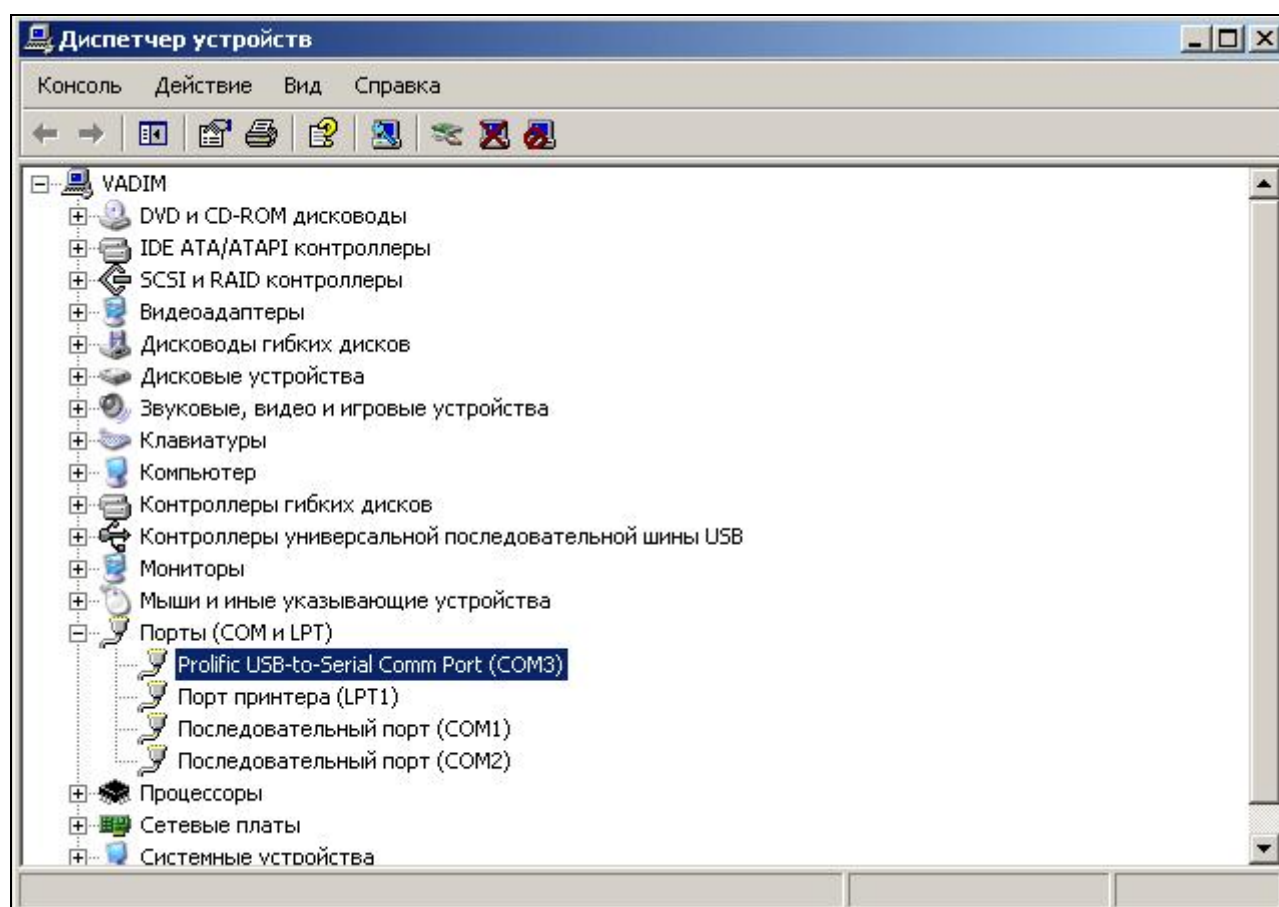 Диспетчер устройств
Консоль Действие Вид Справка
VADIM
DVD и CD-ROM дисководы
IDE ATA/ATAPI контроллеры
SCSI и RAID контроллеры
Видеоадаптеры
Дисководы гибких дисков
Дисковые устройства
Звуковые, видео и игровые устройства
Клавиатуры
Компьютер
Контроллеры гибких дисков
Контроллеры универсальной последовательной шины USB
Мониторы
Мыши и иные указывающие устройства
Порты (COM и LPT)
Prolific USB-to-Serial Comm Port (COM3)
Порт принтера (LPT1)
Последовательный порт (COM1)
Последовательный порт (COM2)
Процессоры
Сетевые платы
Системные устройства